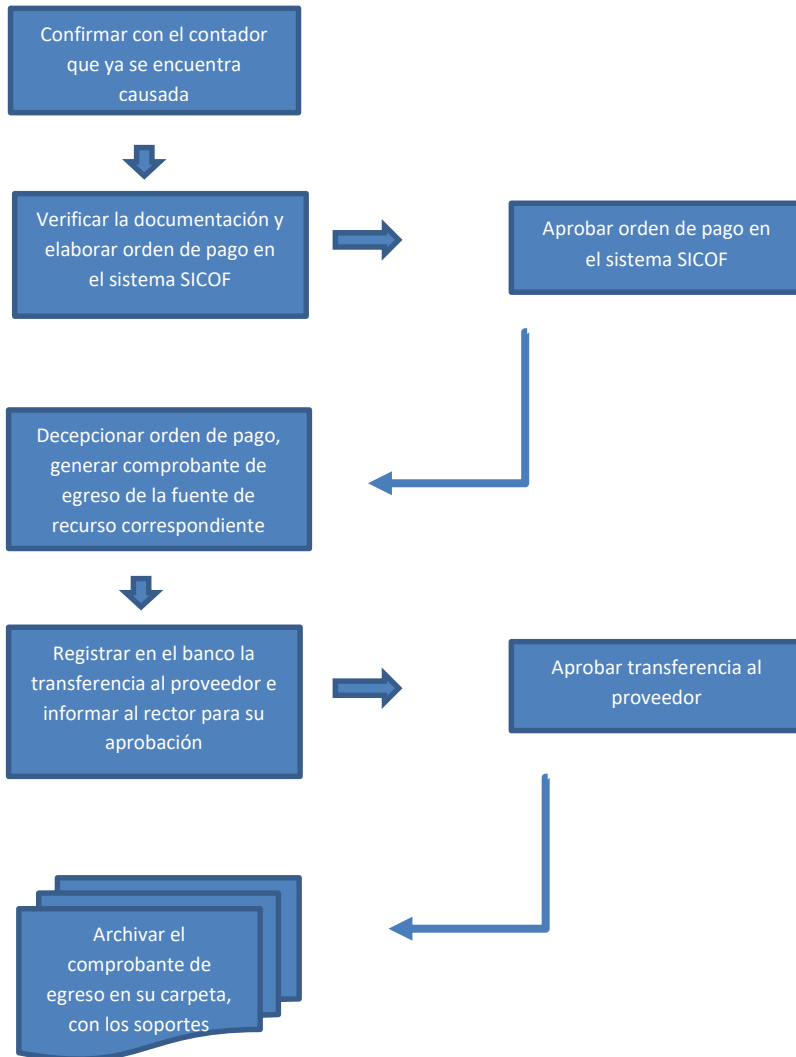 Confirmar con el contador
que ya se encuentra
causada
Verificar la documentación y
elaborar orden de pago en
el sistema SICOF
Aprobar orden de pago en
el sistema SICOF
Decepcionar orden de pago,
generar comprobante de
egreso de la fuente de
recurso correspondiente
Registrar en el banco la
transferencia al proveedor e
informar al rector para su
aprobación
Aprobar transferencia al
proveedor
Archivar el
comprobante de
egreso en su carpeta,
con los soportes